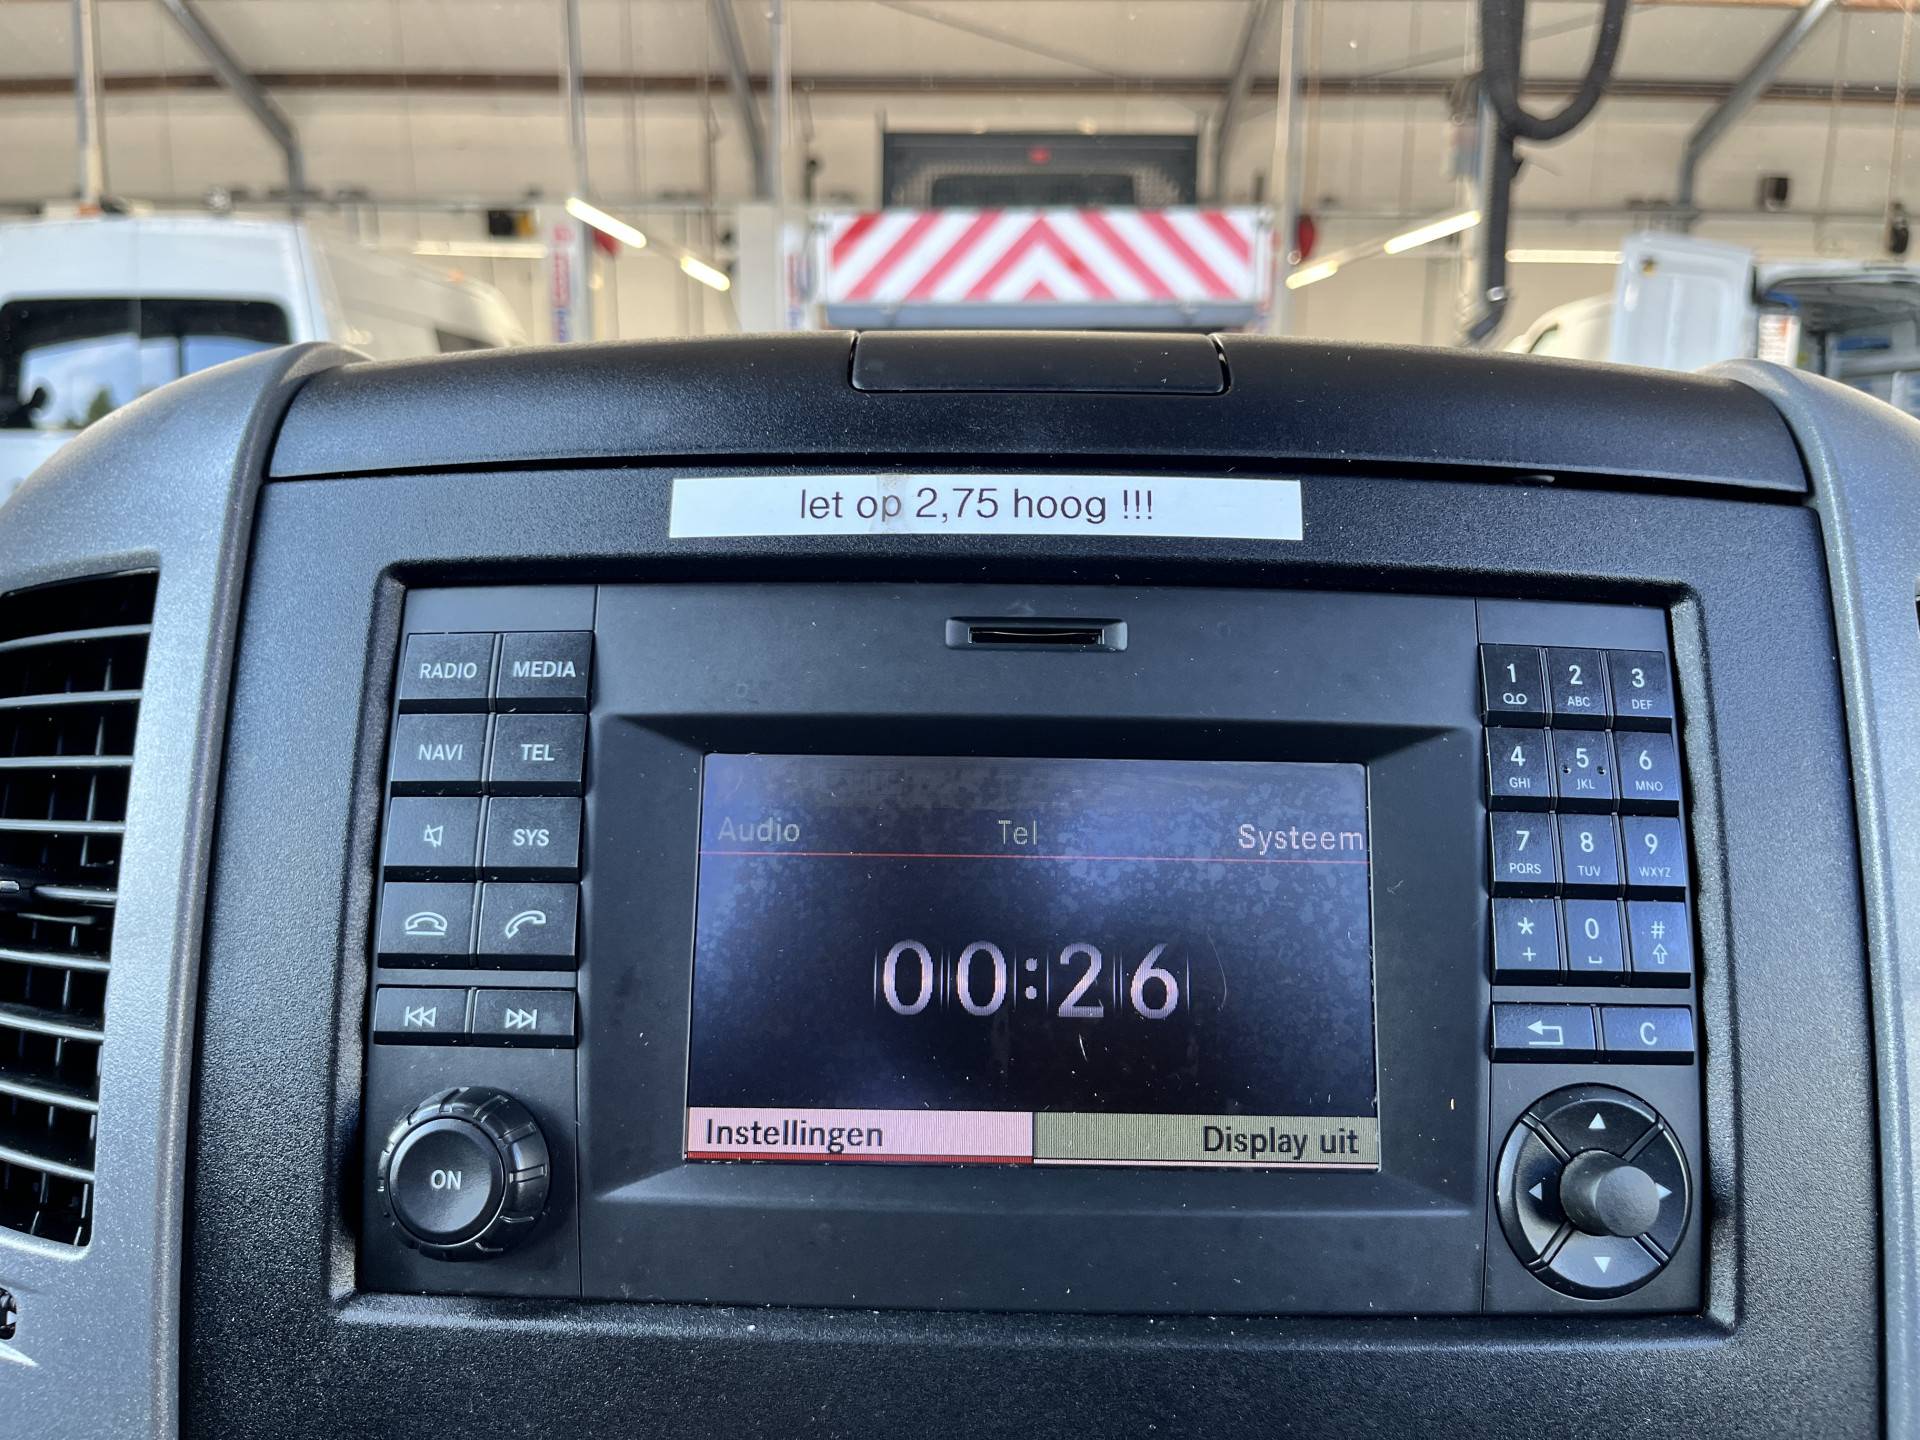 let op 2,75 hoog !!!
RADIO MEDIA
NAVI TEL
SYS
ON
Audio Tel Systeem
00:26
Instellingen Display uit
1 2 3
ABC DEF
4 5 6
GHI JKL MNO
7 8 9
PQRS TUV WXYZ
* 0 #
+
C